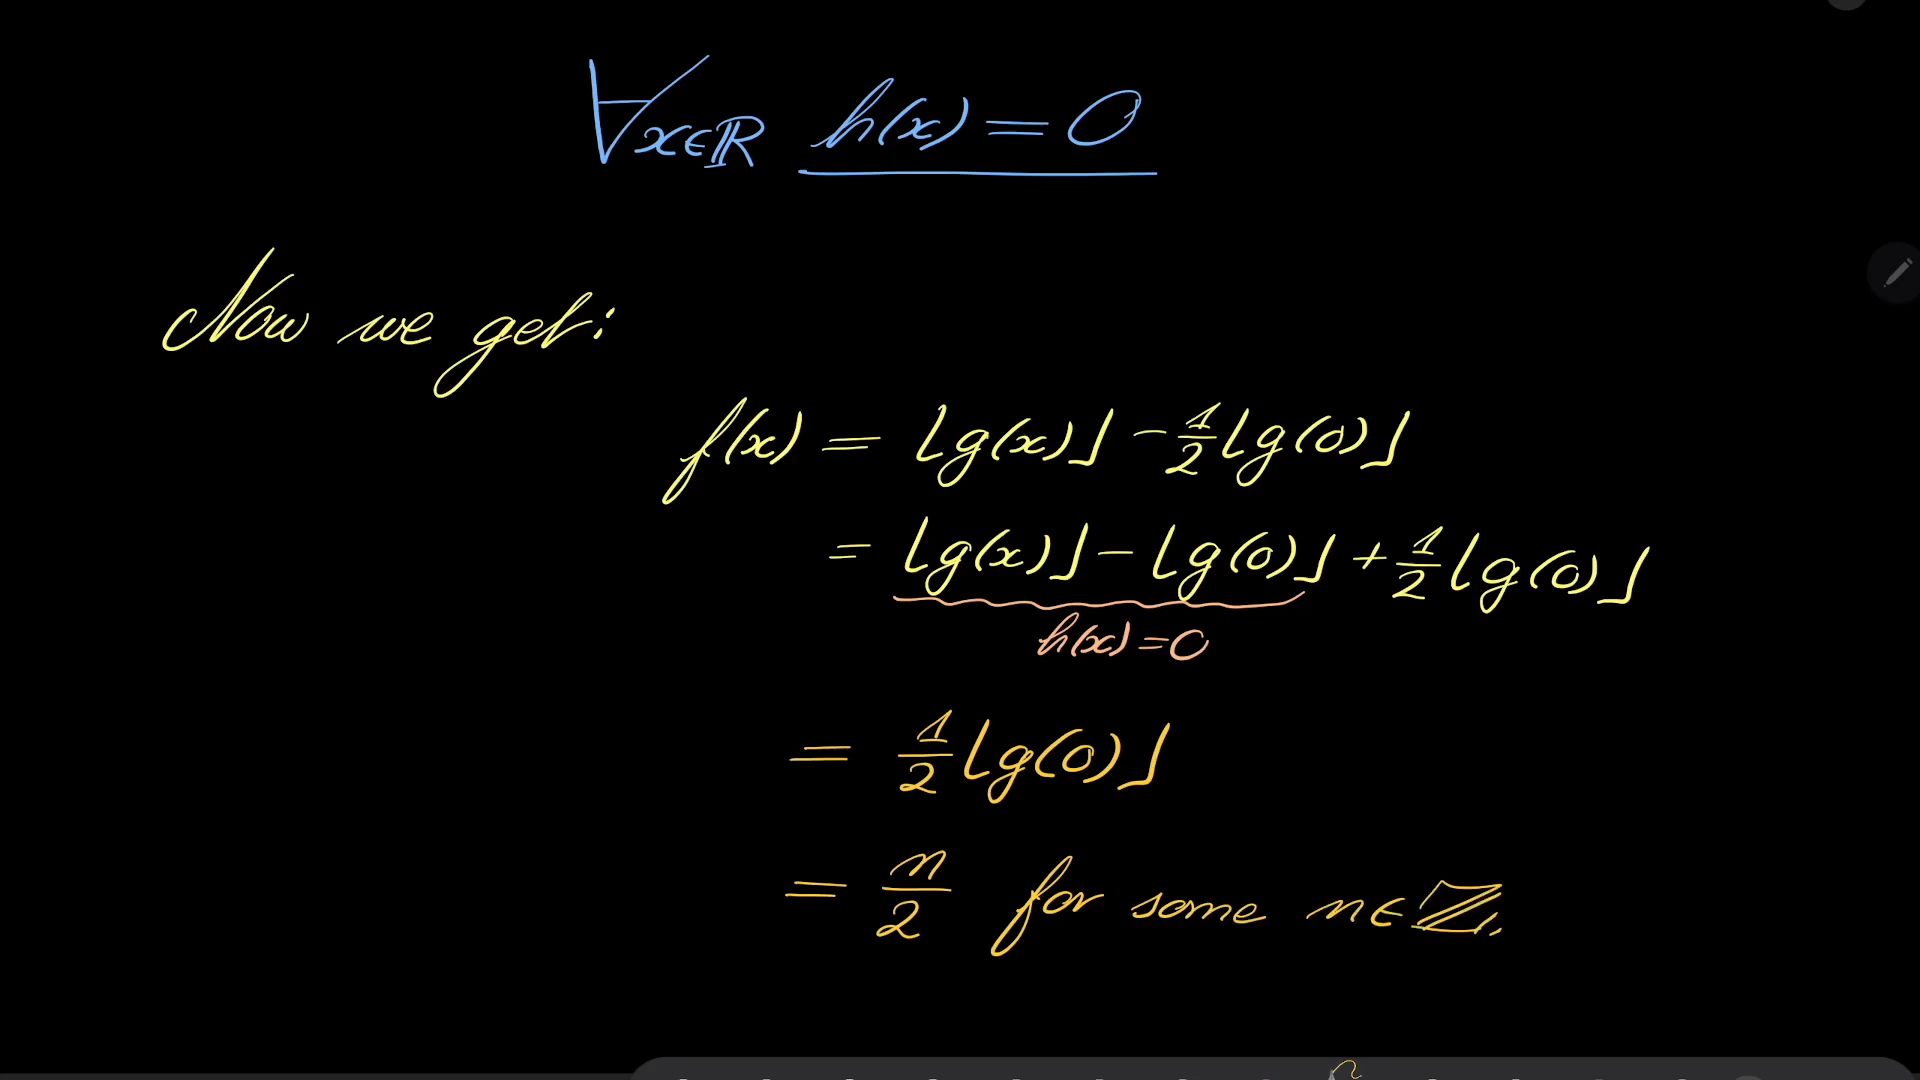 ∀x∈ℝ h(x) = 0
Now we get:
f(x) = ⌊g(x)⌋ - 1/2 ⌊g(0)⌋
= ⌊g(x)⌋ - ⌊g(0)⌋ + 1/2 ⌊g(0)⌋
h(x) = 0
= 1/2 ⌊g(0)⌋
= n/2 for some n∈ℤ.